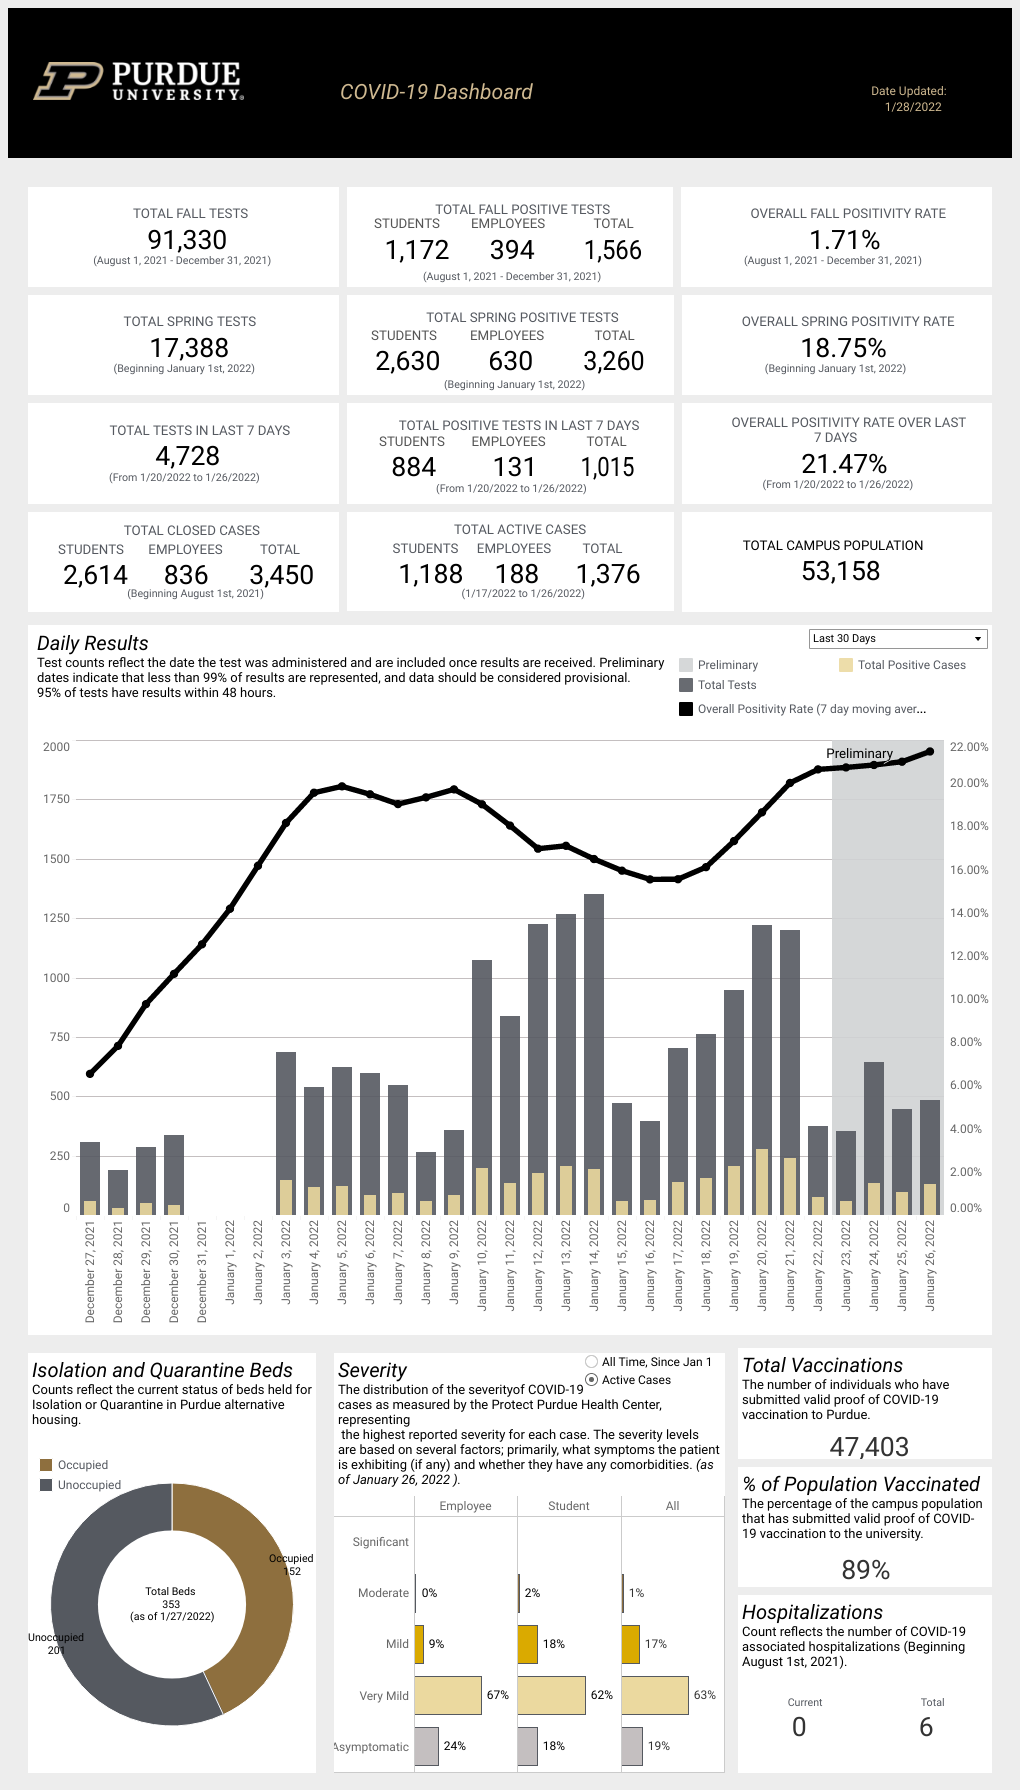 PURDUE
UNIVERSITY®
COVID-19 Dashboard
Date Updated:
1/28/2022
TOTAL FALL TESTS
91,330
(August 1, 2021 - December 31, 2021)
TOTAL FALL POSITIVE TESTS
STUDENTS EMPLOYEES TOTAL
1,172 394 1,566
(August 1, 2021 - December 31, 2021)
OVERALL FALL POSITIVITY RATE
1.71%
(August 1, 2021 - December 31, 2021)
TOTAL SPRING TESTS
17,388
(Beginning January 1st, 2022)
TOTAL SPRING POSITIVE TESTS
STUDENTS EMPLOYEES TOTAL
2,630 630 3,260
(Beginning January 1st, 2022)
OVERALL SPRING POSITIVITY RATE
18.75%
(Beginning January 1st, 2022)
TOTAL TESTS IN LAST 7 DAYS
4,728
(From 1/20/2022 to 1/26/2022)
TOTAL POSITIVE TESTS IN LAST 7 DAYS
STUDENTS EMPLOYEES TOTAL
884 131 1,015
(From 1/20/2022 to 1/26/2022)
OVERALL POSITIVITY RATE OVER LAST
7 DAYS
21.47%
(From 1/20/2022 to 1/26/2022)
TOTAL CLOSED CASES
STUDENTS EMPLOYEES TOTAL
2,614 836 3,450
(Beginning August 1st, 2021)
TOTAL ACTIVE CASES
STUDENTS EMPLOYEES TOTAL
1,188 188 1,376
(1/17/2022 to 1/26/2022)
TOTAL CAMPUS POPULATION
53,158
Daily Results
Test counts reflect the date the test was administered and are included once results are received. Preliminary
dates indicate that less than 99% of results are represented, and data should be considered provisional.
95% of tests have results within 48 hours.
Last 30 Days
Preliminary
Total Positive Cases
Total Tests
Overall Positivity Rate (7 day moving aver...
Preliminary
2000
1750
1500
1250
1000
750
500
250
0
22.00%
20.00%
18.00%
16.00%
14.00%
12.00%
10.00%
8.00%
6.00%
4.00%
2.00%
0.00%
December 27, 2021
December 28, 2021
December 29, 2021
December 30, 2021
December 31, 2021
January 1, 2022
January 2, 2022
January 3, 2022
January 4, 2022
January 5, 2022
January 6, 2022
January 7, 2022
January 8, 2022
January 9, 2022
January 10, 2022
January 11, 2022
January 12, 2022
January 13, 2022
January 14, 2022
January 15, 2022
January 16, 2022
January 17, 2022
January 18, 2022
January 19, 2022
January 20, 2022
January 21, 2022
January 22, 2022
January 23, 2022
January 24, 2022
January 25, 2022
January 26, 2022
Isolation and Quarantine Beds
Counts reflect the current status of beds held for
Isolation or Quarantine in Purdue alternative
housing.
Occupied
Unoccupied
Occupied
152
Total Beds
353
(as of 1/27/2022)
Unoccupied
201
Severity
All Time, Since Jan 1
Active Cases
The distribution of the severityof COVID-19
cases as measured by the Protect Purdue Health Center,
representing
the highest reported severity for each case. The severity levels
are based on several factors; primarily, what symptoms the patient
is exhibiting (if any) and whether they have any comorbidities. (as
of January 26, 2022 ).
Employee Student All
Significant
Moderate 0% 2% 1%
Mild 9% 18% 17%
Very Mild 67% 62% 63%
Asymptomatic 24% 18% 19%
Total Vaccinations
The number of individuals who have
submitted valid proof of COVID-19
vaccination to Purdue.
47,403
% of Population Vaccinated
The percentage of the campus population
that has submitted valid proof of COVID-
19 vaccination to the university.
89%
Hospitalizations
Count reflects the number of COVID-19
associated hospitalizations (Beginning
August 1st, 2021).
Current Total
0 6